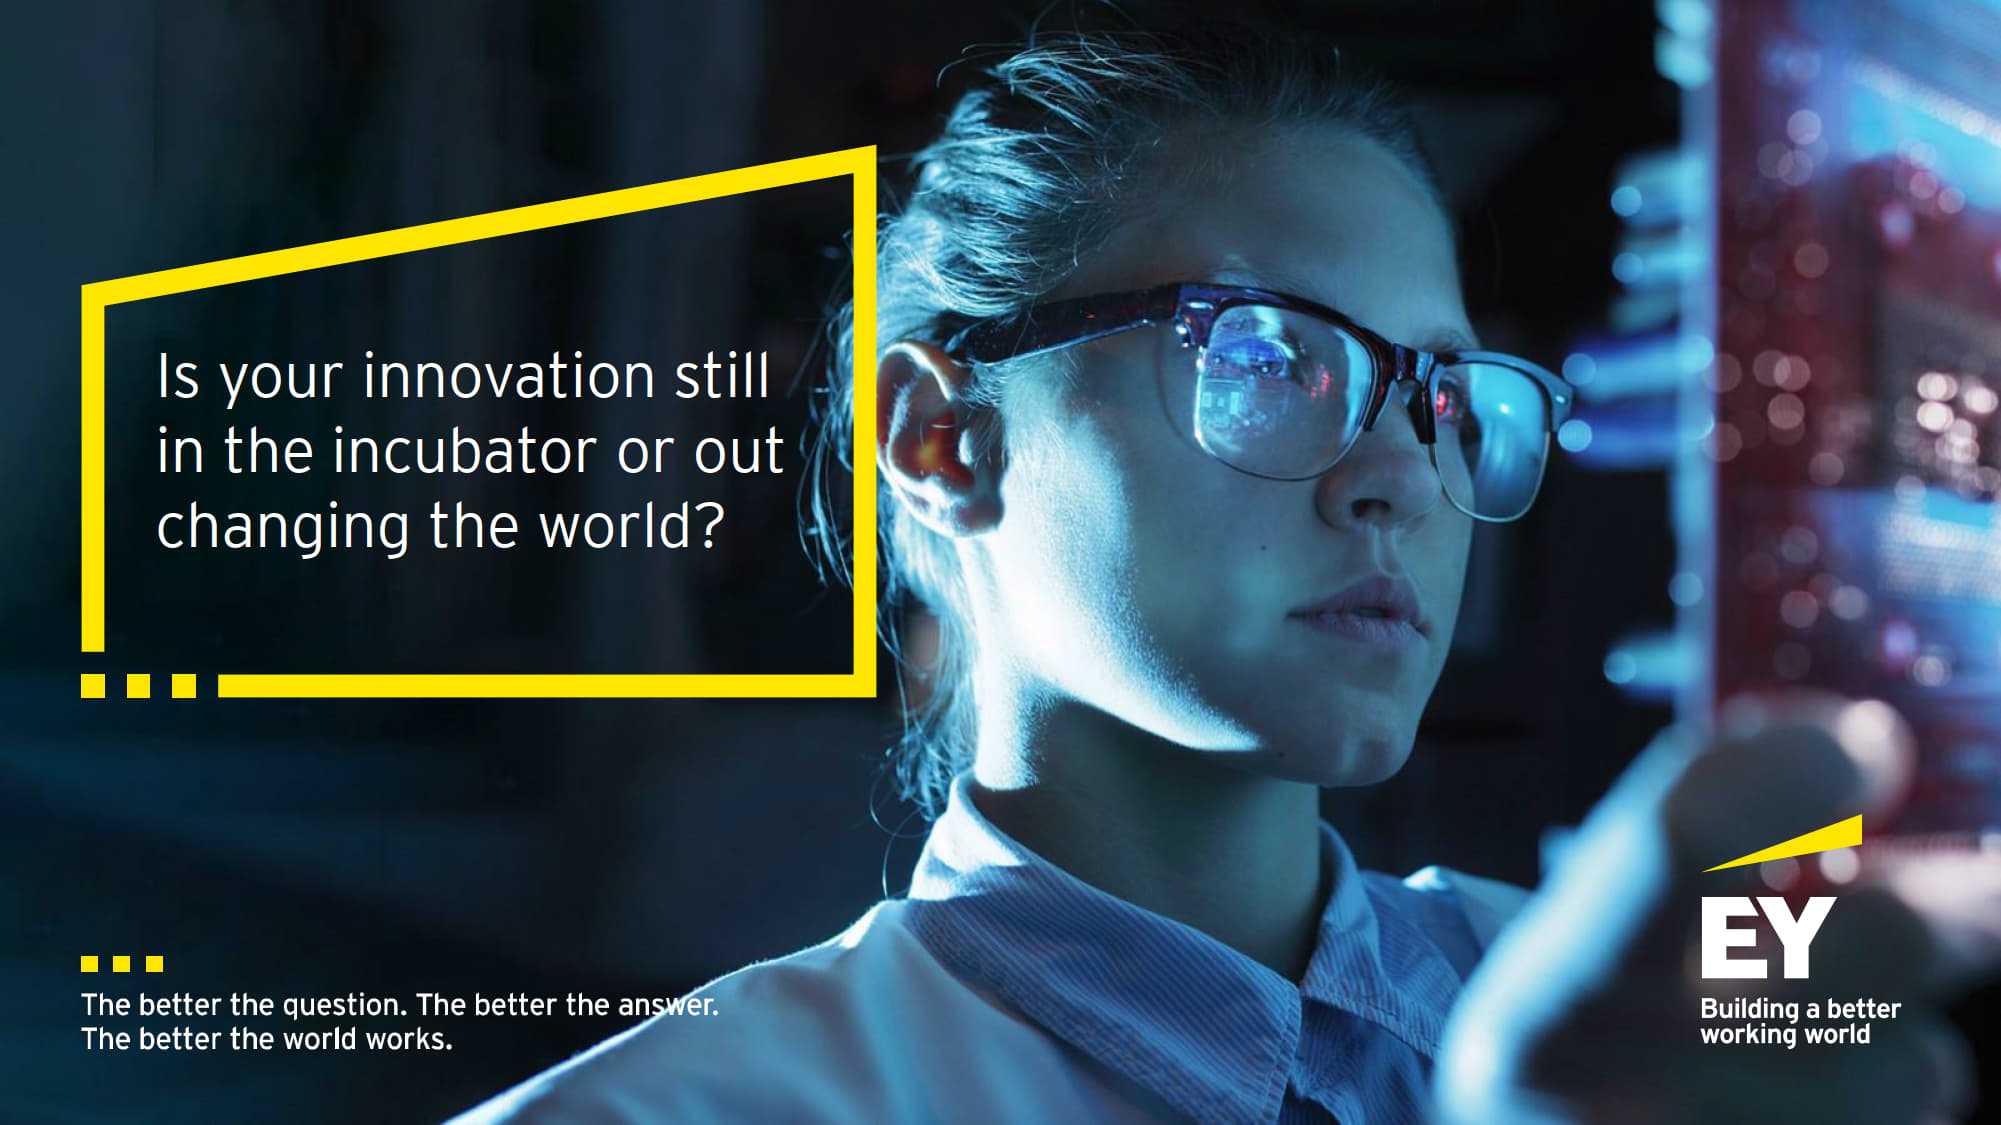 Is your innovation still
in the incubator or out
changing the world?
The better the question. The better the answer.
The better the world works.
EY
Building a better
working world